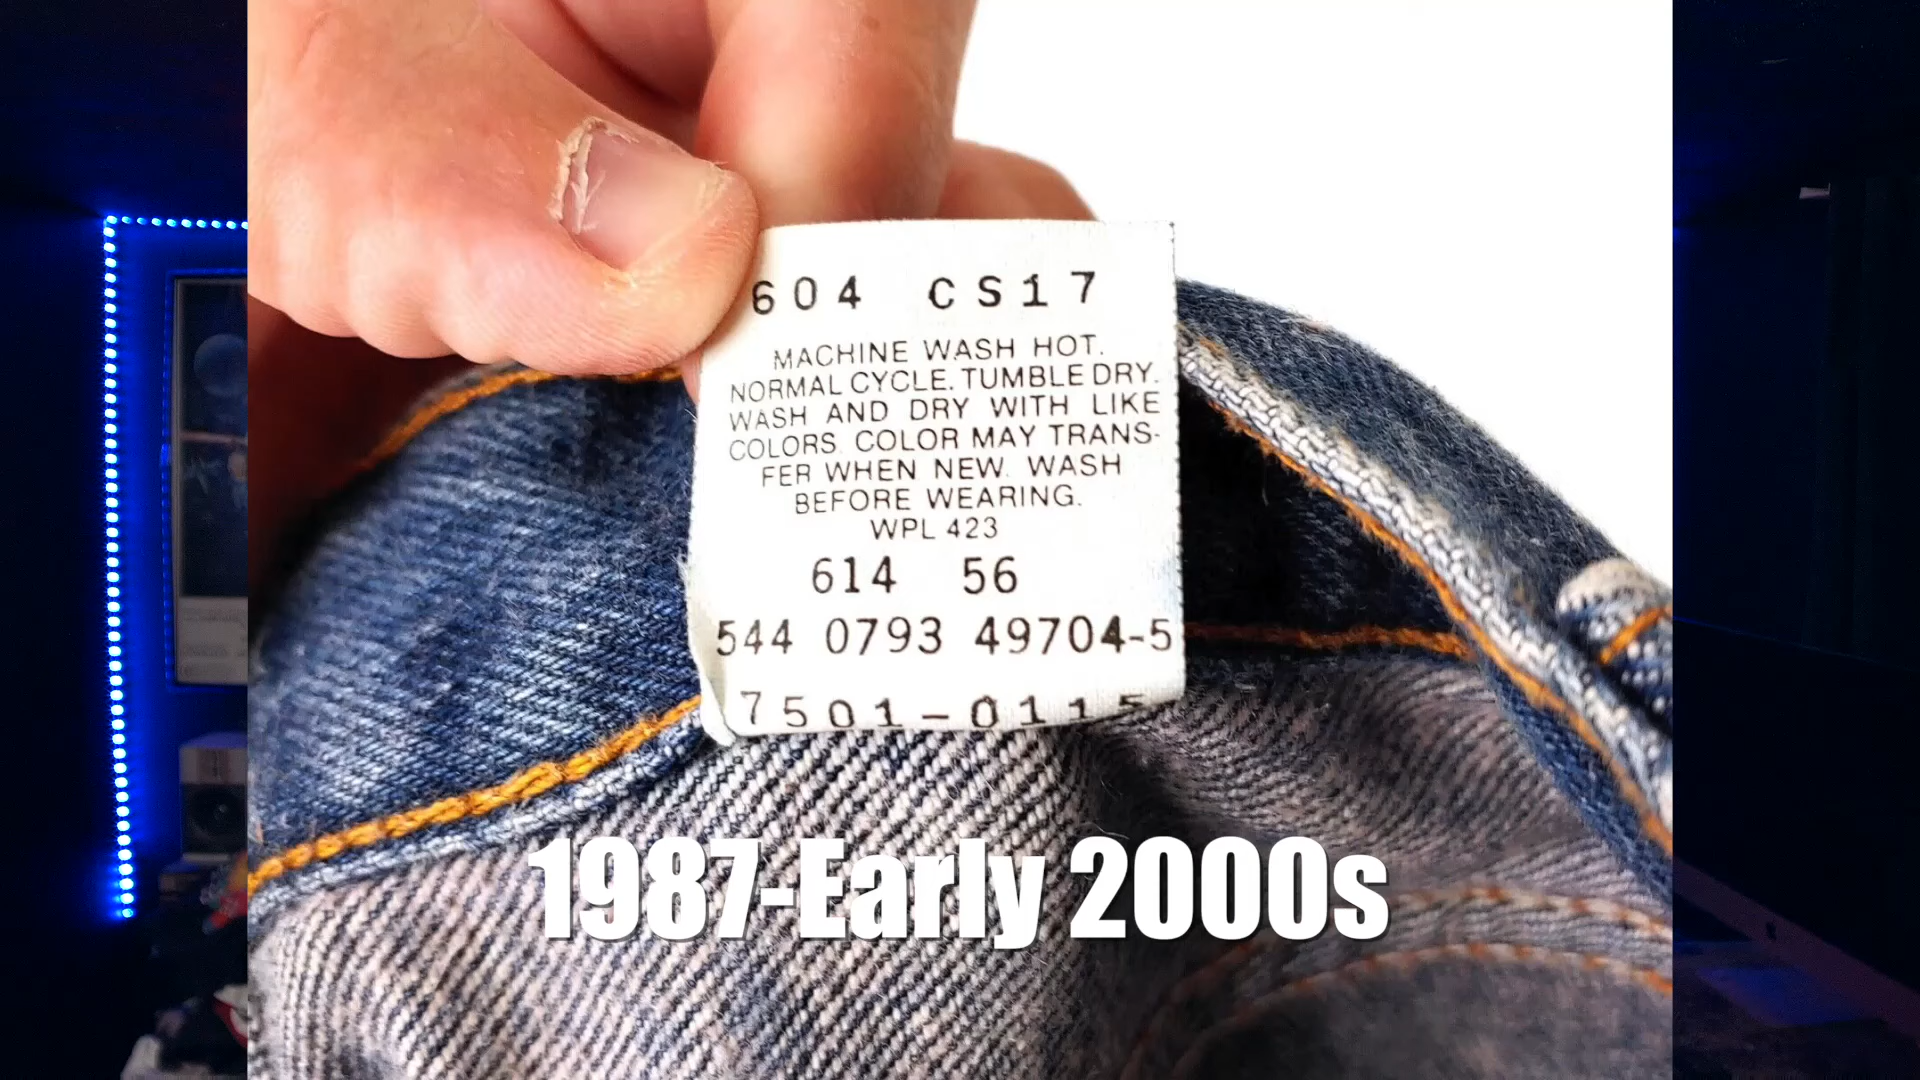 604 CS17
MACHINE WASH HOT.
NORMAL CYCLE. TUMBLE DRY.
WASH AND DRY WITH LIKE
COLORS. COLOR MAY TRANS-
FER WHEN NEW. WASH
BEFORE WEARING.
WPL 423
614 56
544 0793 49704-5
7501-0115
1987-Early 2000s